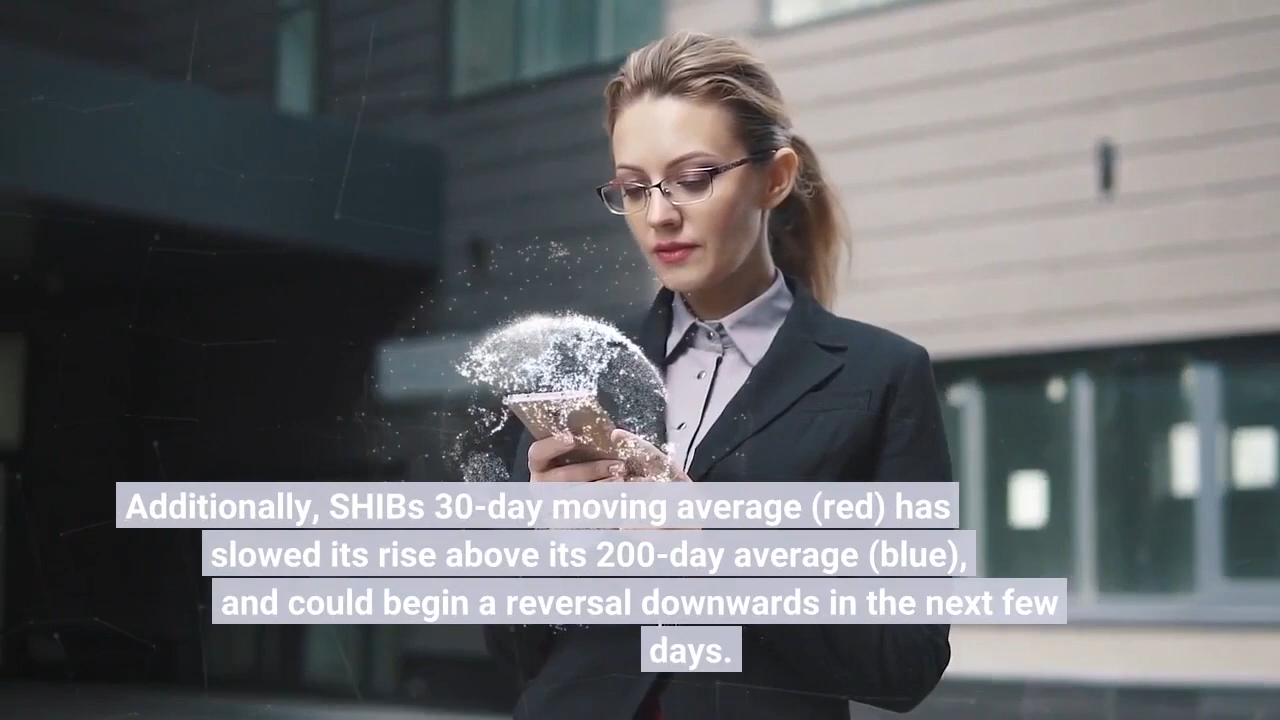 Additionally, SHIBs 30-day moving average (red) has
slowed its rise above its 200-day average (blue),
and could begin a reversal downwards in the next few
days.